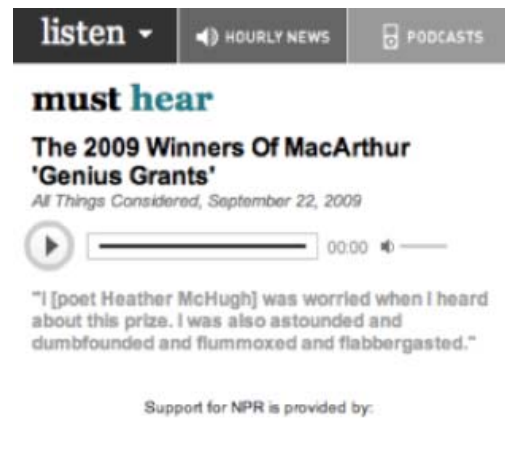 listen HOURLY NEWS PODCASTS
must hear
The 2009 Winners Of MacArthur
'Genius Grants'
All Things Considered, September 22, 2009
00:00
"I [poet Heather McHugh] was worried when I heard
about this prize. I was also astounded and
dumbfounded and flummoxed and flabbergasted."
Support for NPR is provided by: